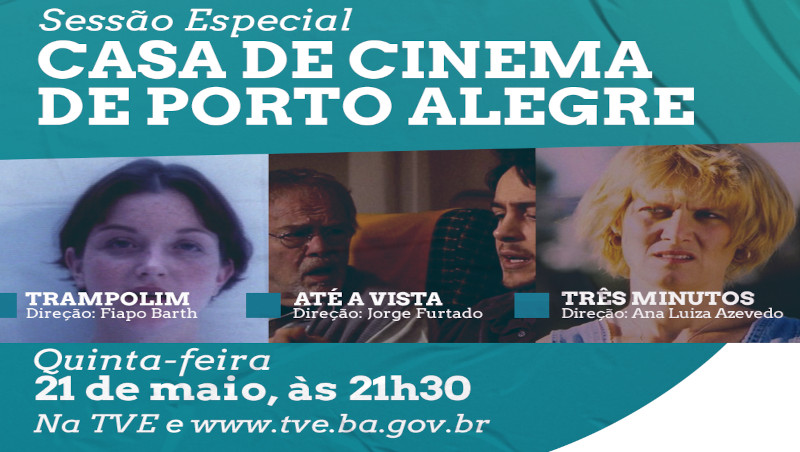 Sessão Especial
CASA DE CINEMA
DE PORTO ALEGRE
TRAMPOLIM
Direção: Fiapo Barth
ATÉ A VISTA
Direção: Jorge Furtado
TRÊS MINUTOS
Direção: Ana Luiza Azevedo
Quinta-feira
21 de maio, às 21h30
Na TVE e www.tve.ba.gov.br